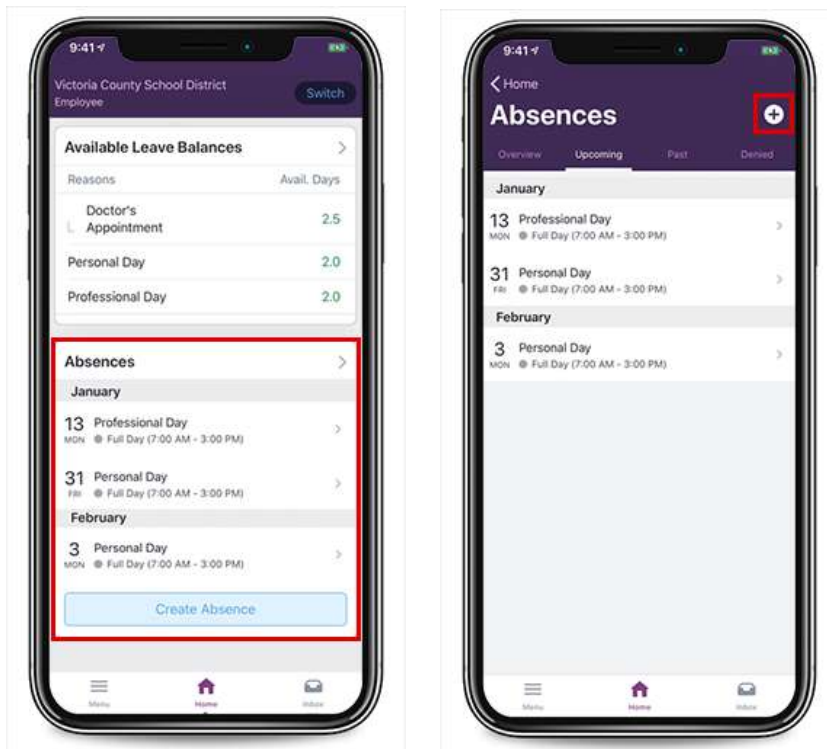 9:41
Victoria County School District
Employee
Switch
Available Leave Balances
Reasons Avail. Days
Doctor's
Appointment
2.5
Personal Day 2.0
Professional Day 2.0
Absences
January
13 Professional Day
MON Full Day (7:00 AM - 3:00 PM)
31 Personal Day
FRI Full Day (7:00 AM - 3:00 PM)
February
3 Personal Day
MON Full Day (7:00 AM - 3:00 PM)
Create Absence
Menu Home Inbox
9:41
Home
Absences
Overview Upcoming Past Denied
January
13 Professional Day
MON Full Day (7:00 AM - 3:00 PM)
31 Personal Day
FRI Full Day (7:00 AM - 3:00 PM)
February
3 Personal Day
MON Full Day (7:00 AM - 3:00 PM)
Menu Home Inbox